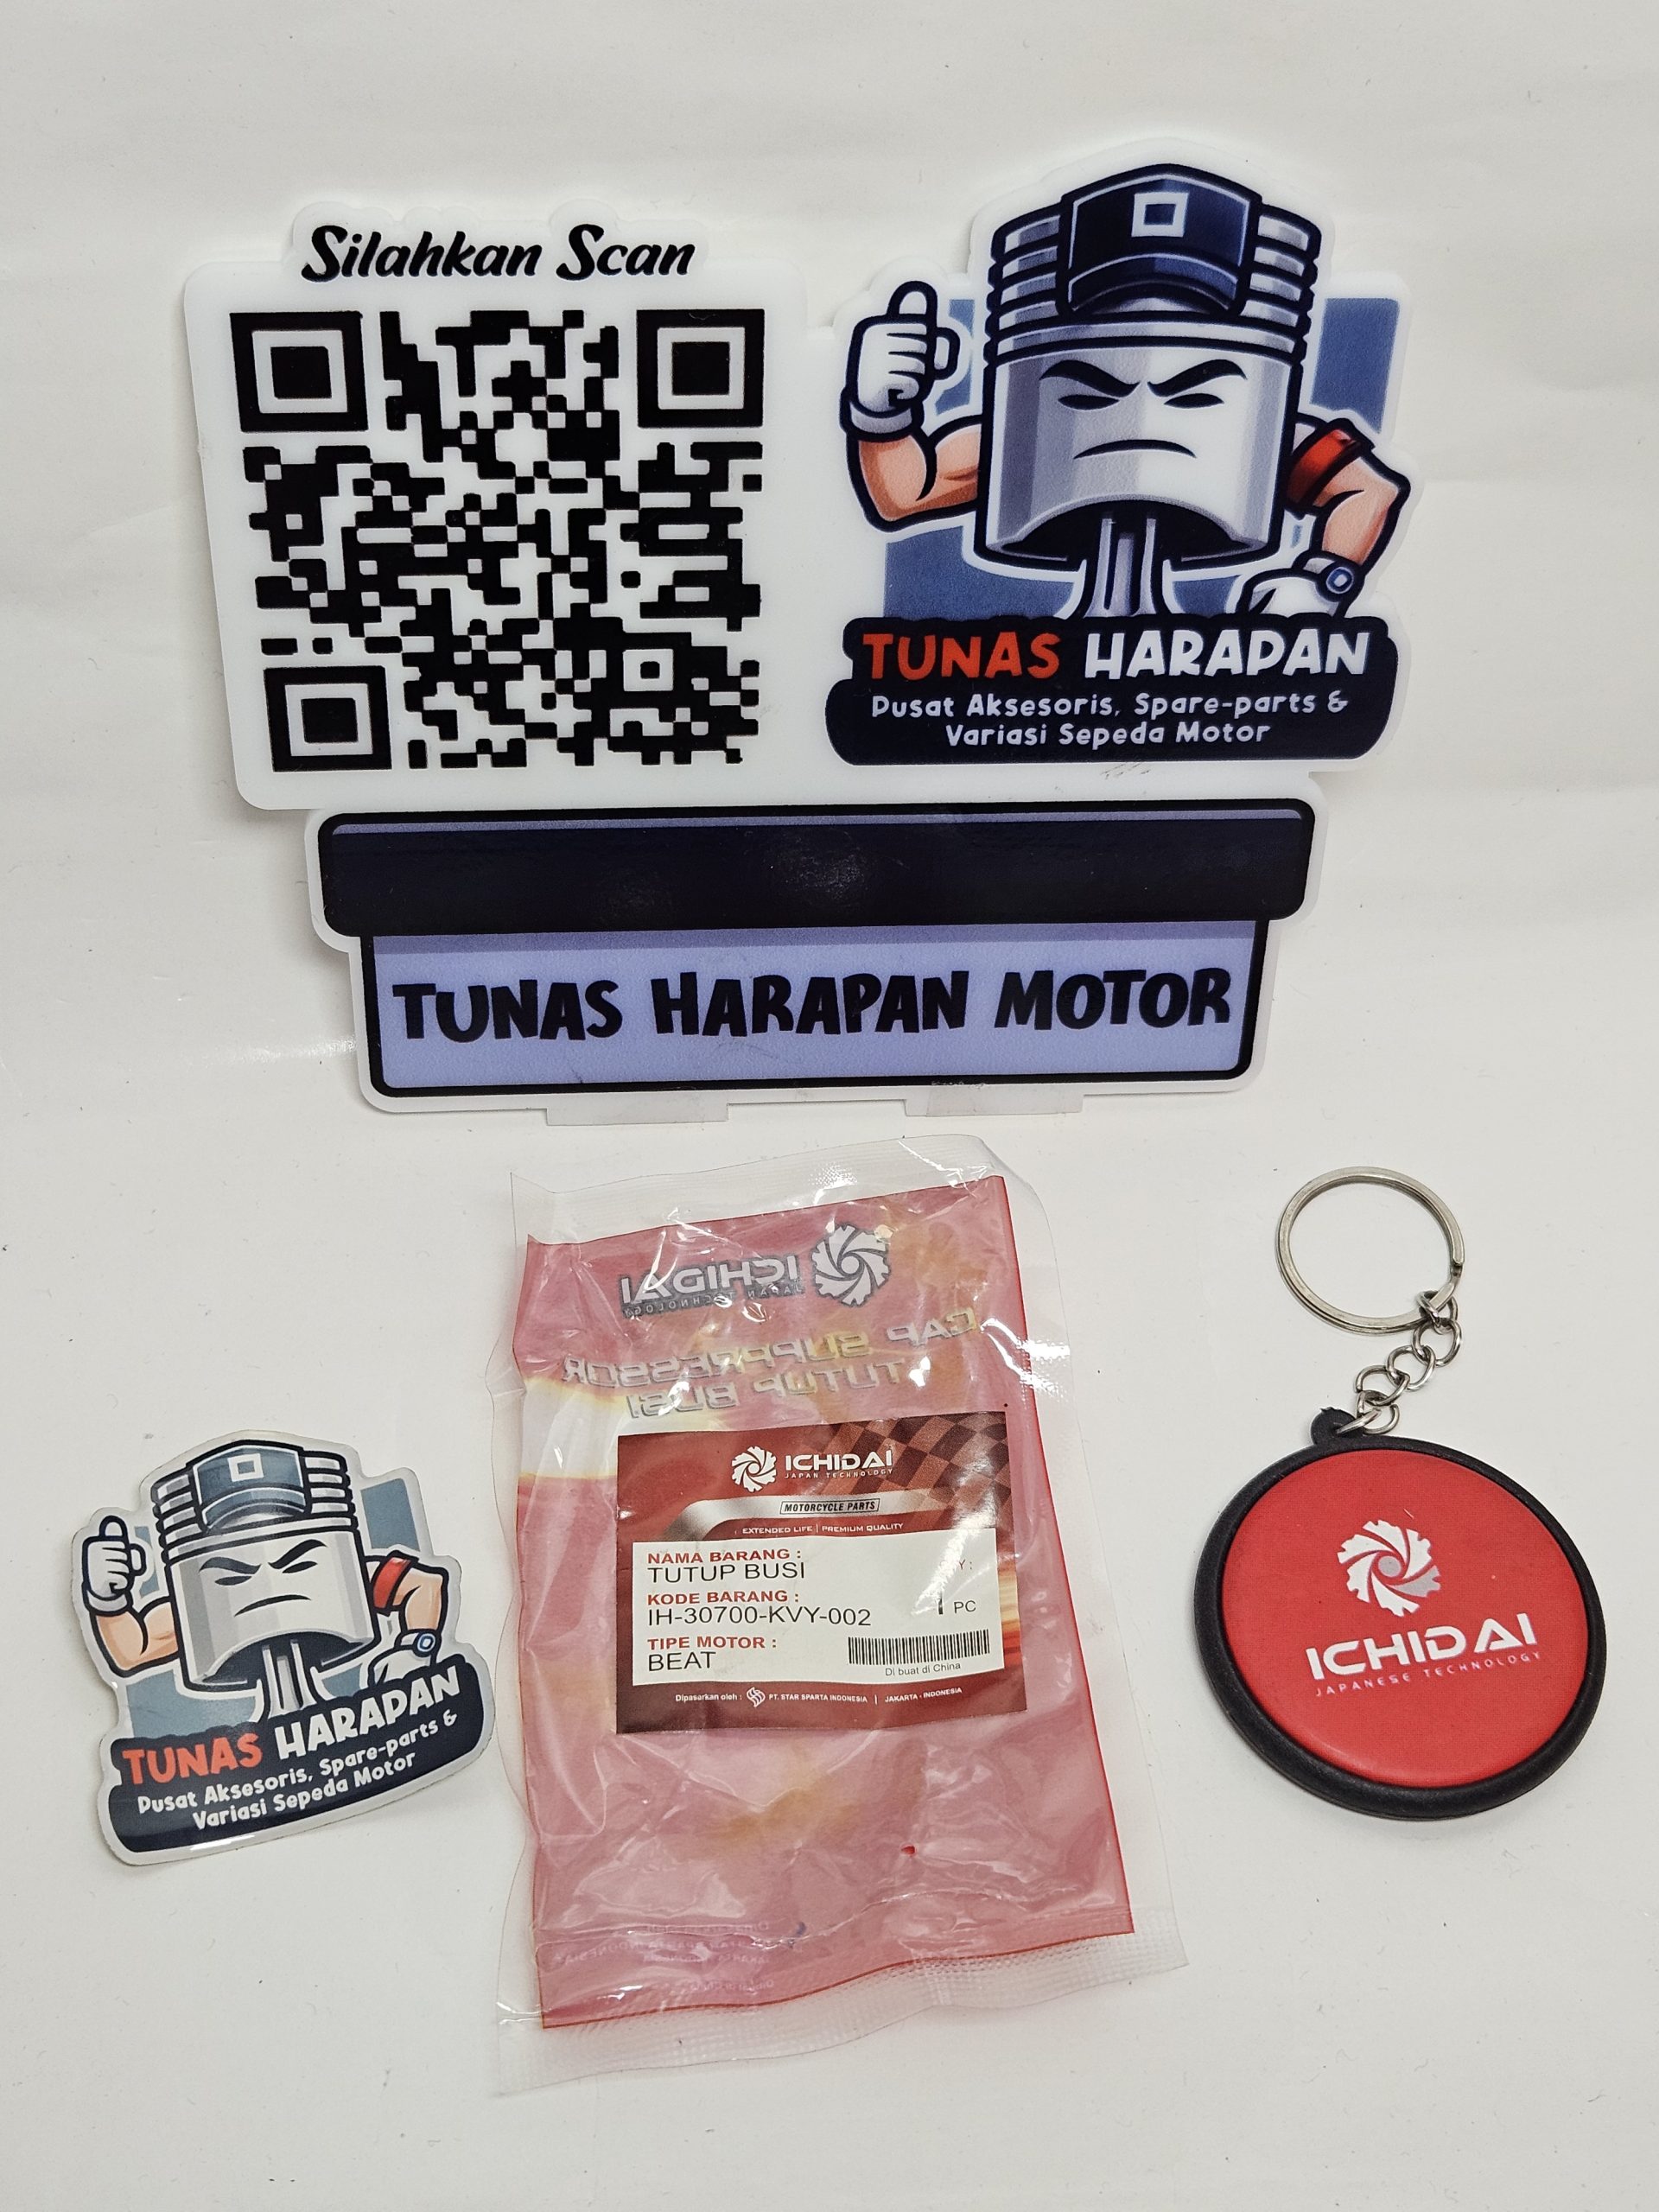 Silahkan Scan
TUNAS HARAPAN
Pusat Aksesoris, Spare-parts &
Variasi Sepeda Motor
TUNAS HARAPAN MOTOR
ICHIDAI
JAPAN TECHNOLOGY
CAP SUPPRESSOR
TUTUP BUSI
ICHIDAI
JAPAN TECHNOLOGY
MOTORCYCLE PARTS
EXTENDED LIFE | PREMIUM QUALITY
NAMA BARANG :
TUTUP BUSI
KODE BARANG :
IH-30700-KVY-002
1 PC
TIPE MOTOR :
BEAT
Di buat di China
Dipasarkan oleh : PT. STAR SPARTA INDONESIA | JAKARTA - INDONESIA
TUNAS HARAPAN
Pusat Aksesoris, Spare-parts &
Variasi Sepeda Motor
ICHIDAI
JAPANESE TECHNOLOGY